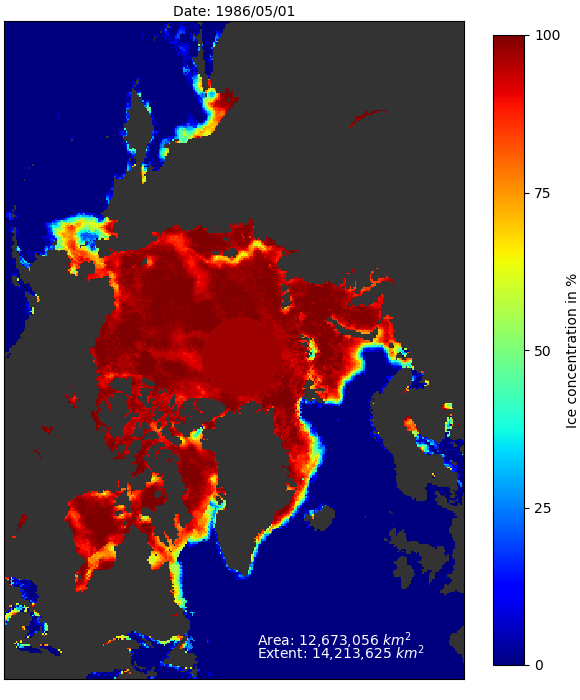 Date: 1986/05/01
100
75
50
25
0
Ice concentration in %
Area: 12,673,056 km²
Extent: 14,213,625 km²